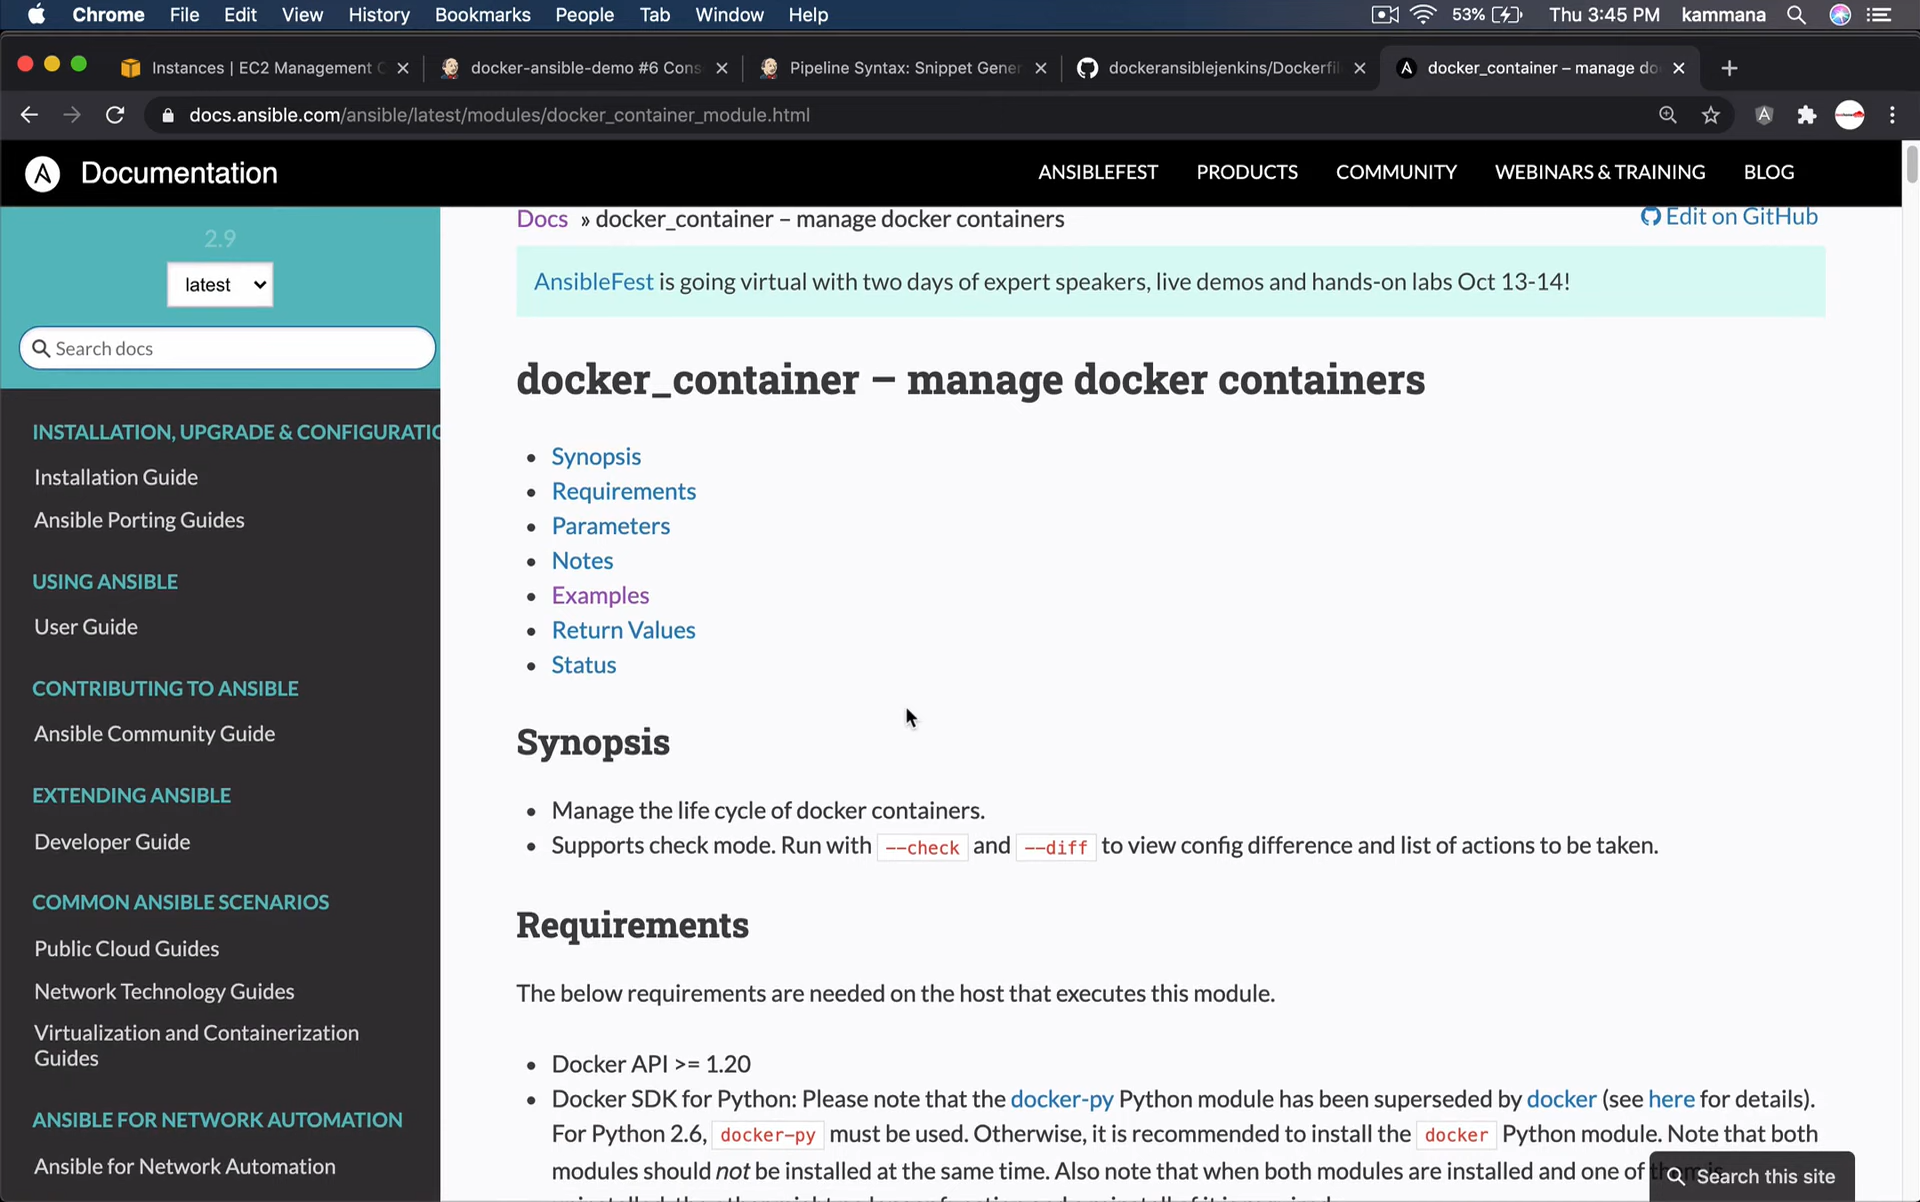 Chrome File Edit View History Bookmarks People Tab Window Help 53% Thu 3:45 PM kammana
Instances | EC2 Management C docker-ansible-demo #6 Cons Pipeline Syntax: Snippet Gener dockeransiblejenkins/Dockerfil docker_container – manage do
docs.ansible.com/ansible/latest/modules/docker_container_module.html
Documentation ANSIBLEFEST PRODUCTS COMMUNITY WEBINARS & TRAINING BLOG
2.9
latest
Search docs
INSTALLATION, UPGRADE & CONFIGURATIO
Installation Guide
Ansible Porting Guides
USING ANSIBLE
User Guide
CONTRIBUTING TO ANSIBLE
Ansible Community Guide
EXTENDING ANSIBLE
Developer Guide
COMMON ANSIBLE SCENARIOS
Public Cloud Guides
Network Technology Guides
Virtualization and Containerization
Guides
ANSIBLE FOR NETWORK AUTOMATION
Ansible for Network Automation
Docs » docker_container – manage docker containers Edit on GitHub
AnsibleFest is going virtual with two days of expert speakers, live demos and hands-on labs Oct 13-14!
docker_container – manage docker containers
• Synopsis
• Requirements
• Parameters
• Notes
• Examples
• Return Values
• Status
Synopsis
• Manage the life cycle of docker containers.
• Supports check mode. Run with --check and --diff to view config difference and list of actions to be taken.
Requirements
The below requirements are needed on the host that executes this module.
• Docker API >= 1.20
• Docker SDK for Python: Please note that the docker-py Python module has been superseded by docker (see here for details).
For Python 2.6, docker-py must be used. Otherwise, it is recommended to install the docker Python module. Note that both
modules should not be installed at the same time. Also note that when both modules are installed and one of
Search this site